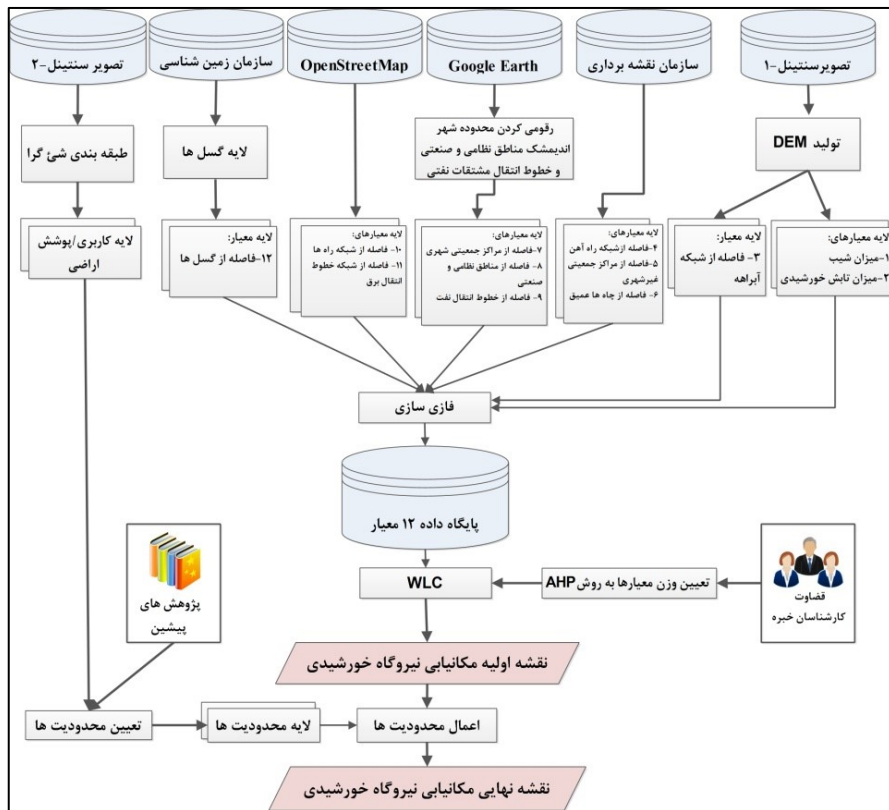 تصویرسنتینل-۱
سازمان نقشه برداری
Google Earth
OpenStreetMap
سازمان زمین شناسی
تصویر سنتینل-۲
تولید DEM
رقومی کردن محدوده شهر
اندیمشک مناطق نظامی و صنعتی
و خطوط انتقال مشتقات نفتی
لایه گسل ها
طبقه بندی شئ گرا
لایه معیارهای:
۱-میزان شیب
۲-میزان تابش خورشیدی
لایه معیار:
۳- فاصله از شبکه
آبراهه
لایه معیارهای:
۴- فاصله ازشبکه راه آهن
۵- فاصله از مراکز جمعیتی
غیرشهری
۶- فاصله از چاه ها عمیق
لایه معیارهای:
۷- فاصله از مراکز جمعیتی شهری
۸- فاصله از مناطق نظامی و
صنعتی
۹- فاصله از خطوط انتقال نفت
لایه معیارهای:
۱۰- فاصله از شبکه راه ها
۱۱- فاصله از شبکه خطوط
انتقال برق
لایه معیار:
۱۲-فاصله از گسل ها
لایه کاربری/پوشش
اراضی
فازی سازی
پایگاه داده ۱۲ معیار
WLC
تعیین وزن معیارها به روش AHP
قضاوت
کارشناسان خبره
پژوهش های
پیشین
نقشه اولیه مکانیابی نیروگاه خورشیدی
اعمال محدودیت ها
لایه محدودیت ها
تعیین محدودیت ها
نقشه نهایی مکانیابی نیروگاه خورشیدی